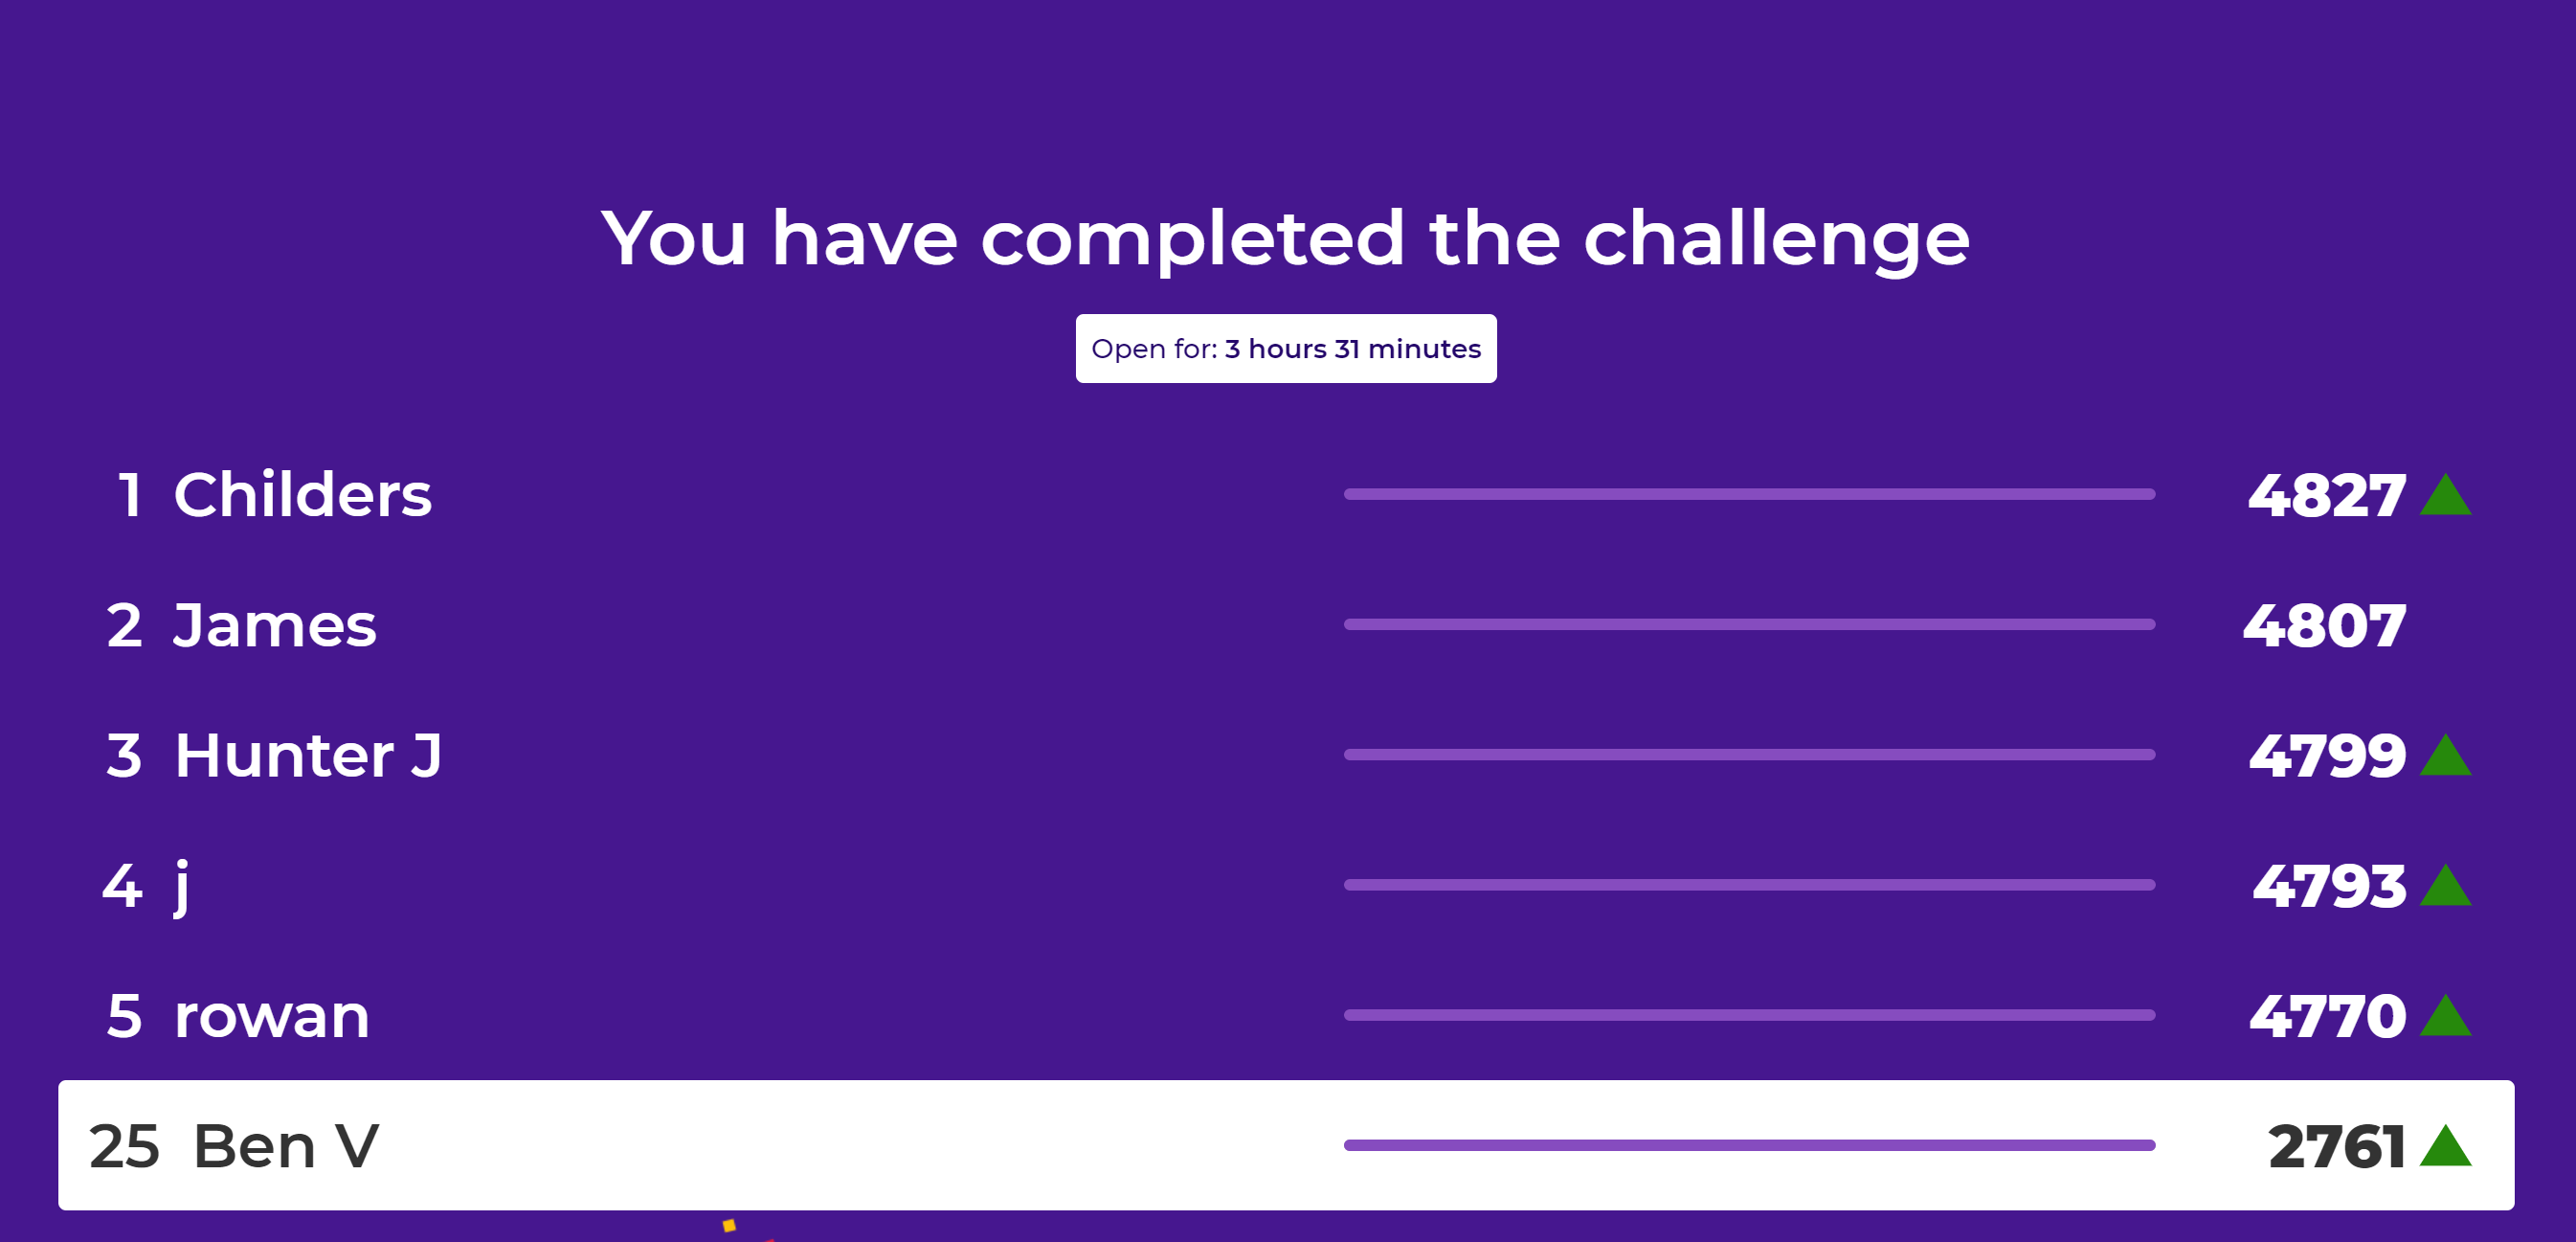 You have completed the challenge
Open for: 3 hours 31 minutes
1 Childers 4827
2 James 4807
3 Hunter J 4799
4 j 4793
5 rowan 4770
25 Ben V 2761